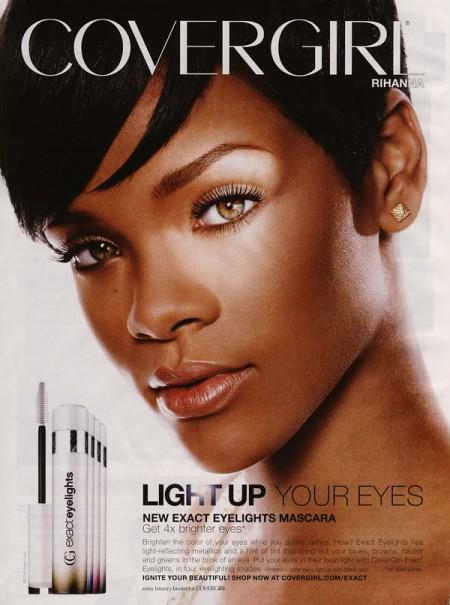 COVERGIRL®
RIHANNA
LIGHT UP YOUR EYES
NEW EXACT EYELIGHTS MASCARA
Get 4x brighter eyes*
Brighten the color of your eyes while you define lashes. How? Exact Eyelights has
light-reflecting metallics and a hint of tint that bring out your blues, browns, hazels
and greens in the blink of an eye. Put your eyes in their best light with CoverGirl Exact
Eyelights, in four eyelighting shades.
IGNITE YOUR BEAUTIFUL! SHOP NOW AT COVERGIRL.COM/EXACT
easy breezy beautiful COVERGIRL
CG exacteyelights